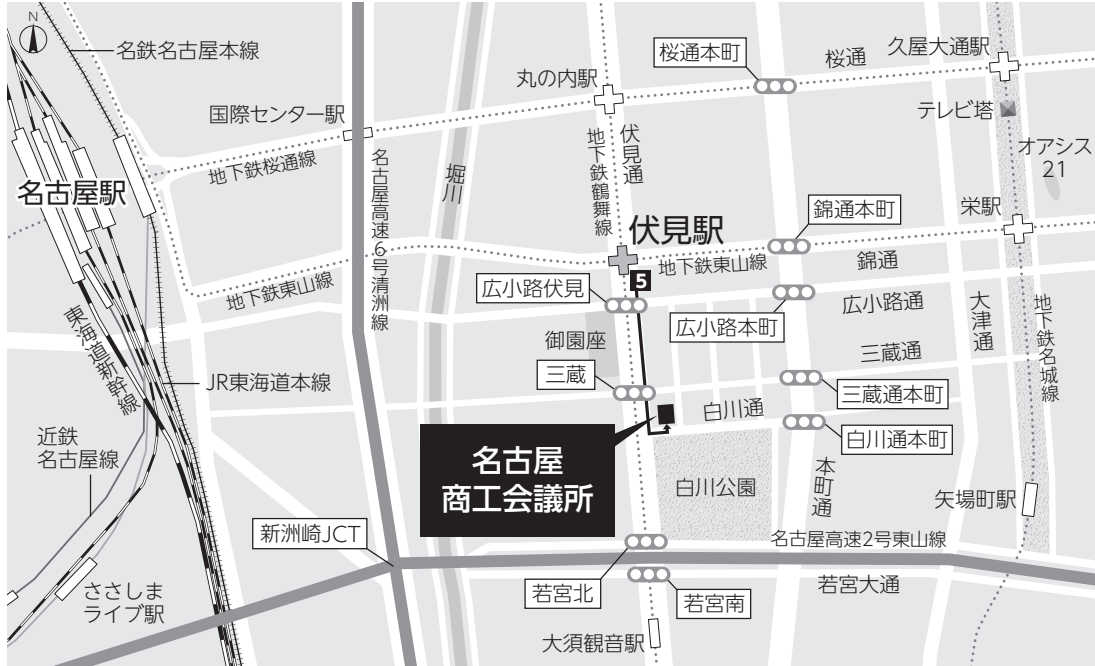 N
名鉄名古屋本線
桜通本町
久屋大通駅
桜通
丸の内駅
国際センター駅
テレビ塔
オアシス
21
地下鉄桜通線
名古屋駅
名古屋高速6号清洲線
堀川
地下鉄鶴舞線
伏見通
錦通本町
栄駅
伏見駅
地下鉄東山線
錦通
5
地下鉄東山線
広小路伏見
広小路通
広小路本町
大津通
地下鉄名城線
東海道新幹線
御園座
三蔵通
三蔵
JR東海道本線
三蔵通本町
白川通
白川通本町
近鉄
名古屋線
名古屋
商工会議所
白川公園
本町通
矢場町駅
新洲崎JCT
名古屋高速2号東山線
ささしま
ライブ駅
若宮北
若宮南
若宮大通
大須観音駅